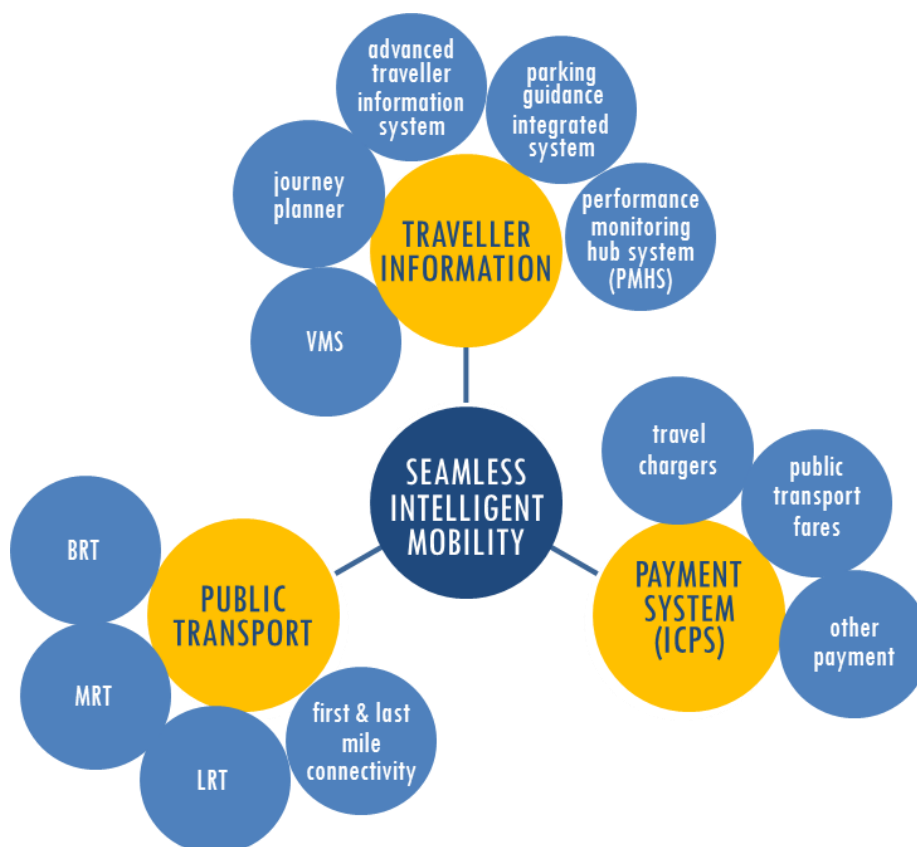 advanced
traveller
information
system
parking
guidance
integrated
system
journey
planner
performance
monitoring
hub system
(PMHS)
TRAVELLER
INFORMATION
VMS
travel
chargers
public
transport
fares
SEAMLESS
INTELLIGENT
MOBILITY
BRT
PUBLIC
TRANSPORT
PAYMENT
SYSTEM
(ICPS)
other
payment
MRT
first & last
mile
connectivity
LRT